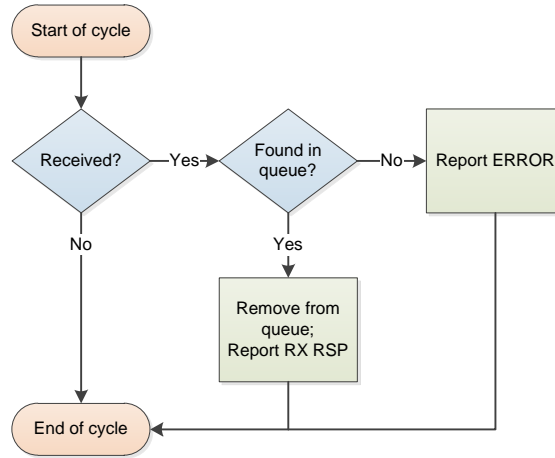 Start of cycle
Received?
Yes
Found in
queue?
No
Report ERROR
No
Yes
Remove from
queue;
Report RX RSP
End of cycle